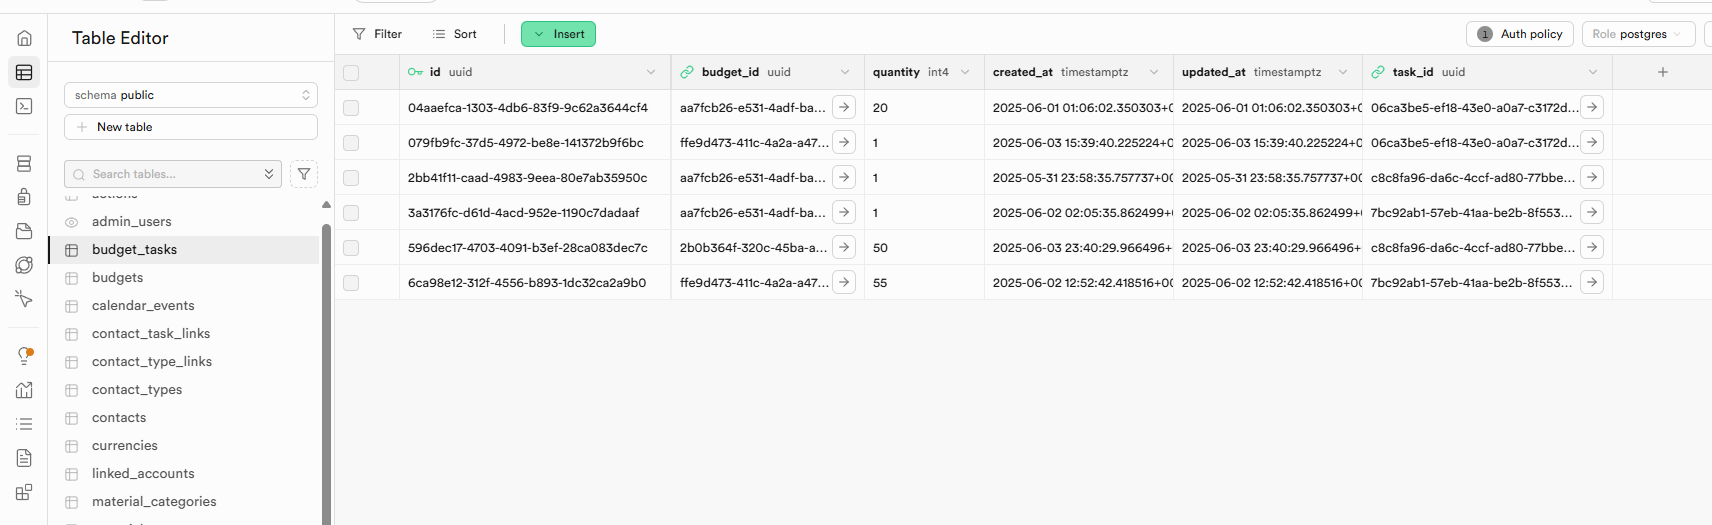 Table Editor
schema public
New table
Search tables...
actions
admin_users
budget_tasks
budgets
calendar_events
contact_task_links
contact_type_links
contact_types
contacts
currencies
linked_accounts
material_categories
Filter Sort Insert 1 Auth policy Role postgres
id uuid budget_id uuid quantity int4 created_at timestamptz updated_at timestamptz task_id uuid
04aaefca-1303-4db6-83f9-9c62a3644cf4 aa7fcb26-e531-4adf-ba... 20 2025-06-01 01:06:02.350303+0 2025-06-01 01:06:02.350303+0 06ca3be5-ef18-43e0-a0a7-c3172d...
079fb9fc-37d5-4972-be8e-141372b9f6bc ffe9d473-411c-4a2a-a47... 1 2025-06-03 15:39:40.225224+0 2025-06-03 15:39:40.225224+0 06ca3be5-ef18-43e0-a0a7-c3172d...
2bb41f11-caad-4983-9eea-80e7ab35950c aa7fcb26-e531-4adf-ba... 1 2025-05-31 23:58:35.757737+00 2025-05-31 23:58:35.757737+00 c8c8fa96-da6c-4ccf-ad80-77bbe...
3a3176fc-d61d-4acd-952e-1190c7dadaaf aa7fcb26-e531-4adf-ba... 1 2025-06-02 02:05:35.862499+ 2025-06-02 02:05:35.862499+ 7bc92ab1-57eb-41aa-be2b-8f553...
596dec17-4703-4091-b3ef-28ca083dec7c 2b0b364f-320c-45ba-a... 50 2025-06-03 23:40:29.966496+ 2025-06-03 23:40:29.966496+ c8c8fa96-da6c-4ccf-ad80-77bbe...
6ca98e12-312f-4556-b893-1dc32ca2a9b0 ffe9d473-411c-4a2a-a47... 55 2025-06-02 12:52:42.418516+00 2025-06-02 12:52:42.418516+00 7bc92ab1-57eb-41aa-be2b-8f553...